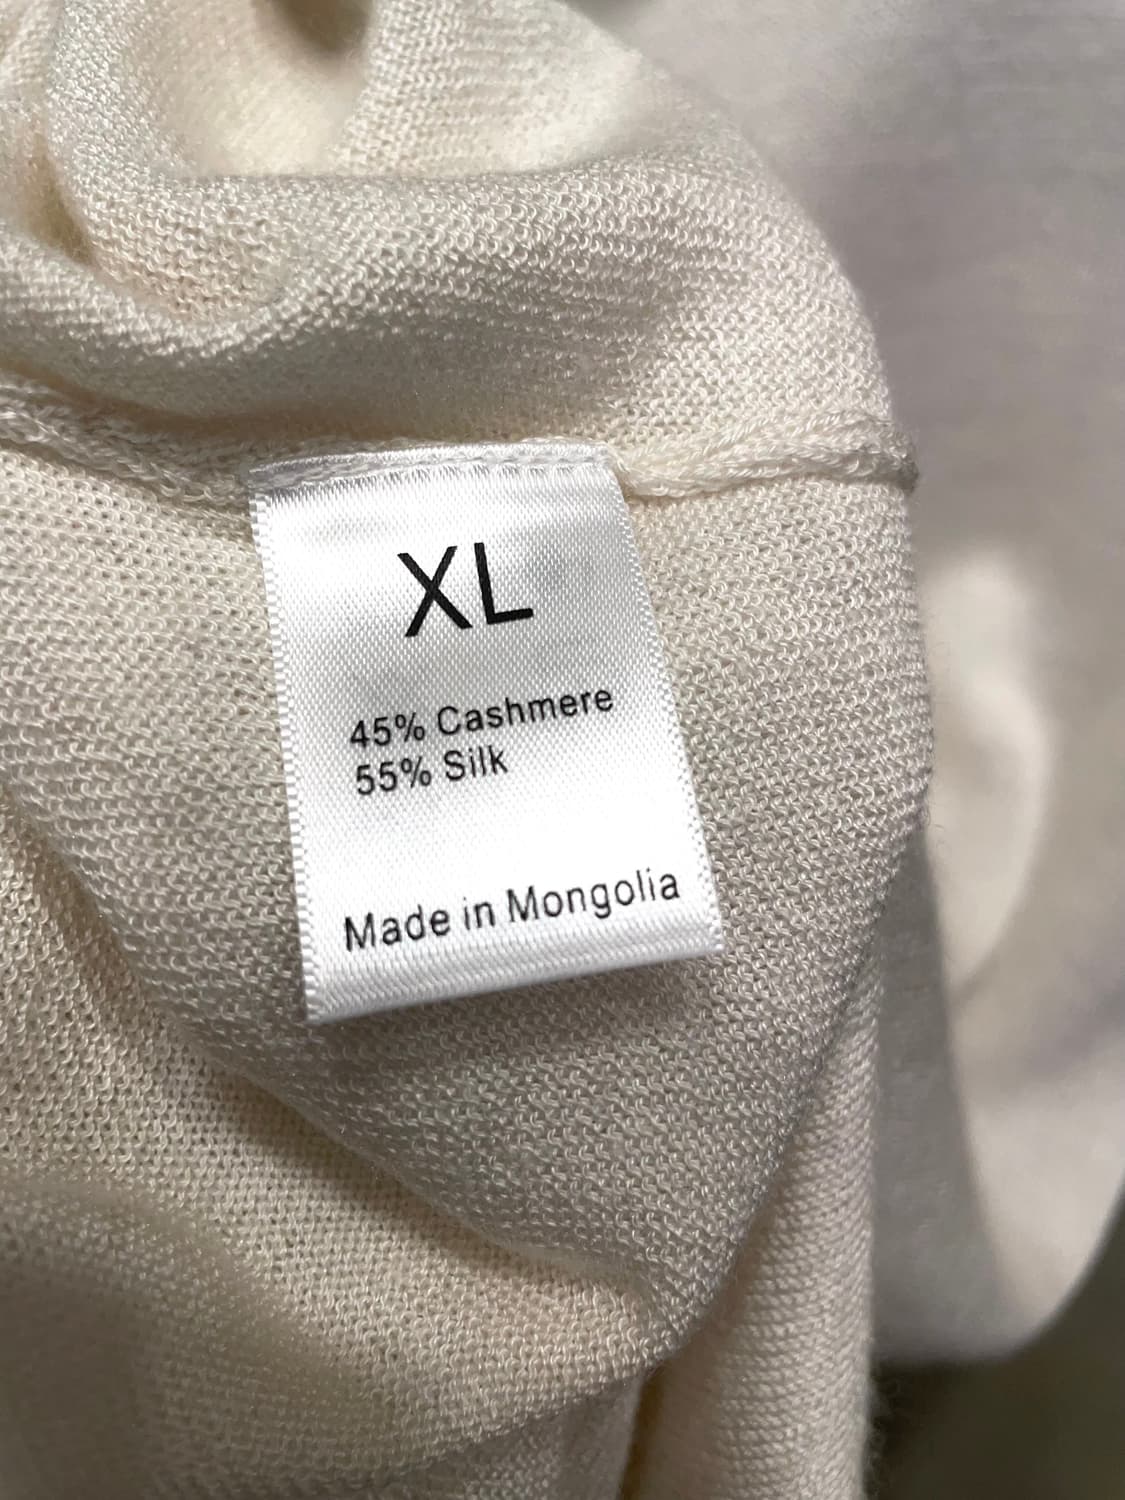 XL
45% Cashmere
55% Silk
Made in Mongolia